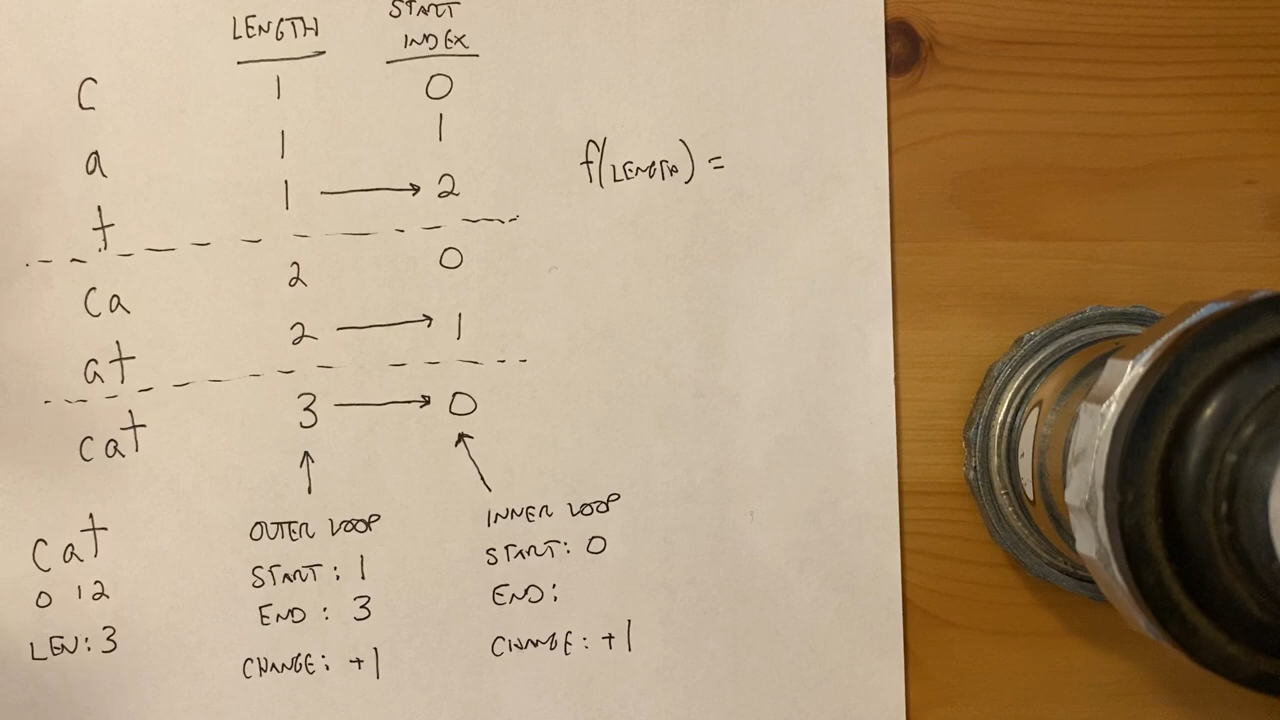 LENGTH START INDEX
c 1 0
a 1 1
t 1 → 2
ca 2 0
at 2 → 1
cat 3 → 0
f(LENGTH) =
cat
0 1 2
LEN: 3
OUTER LOOP
START: 1
END: 3
CHANGE: +1
INNER LOOP
START: 0
END:
CHANGE: +1